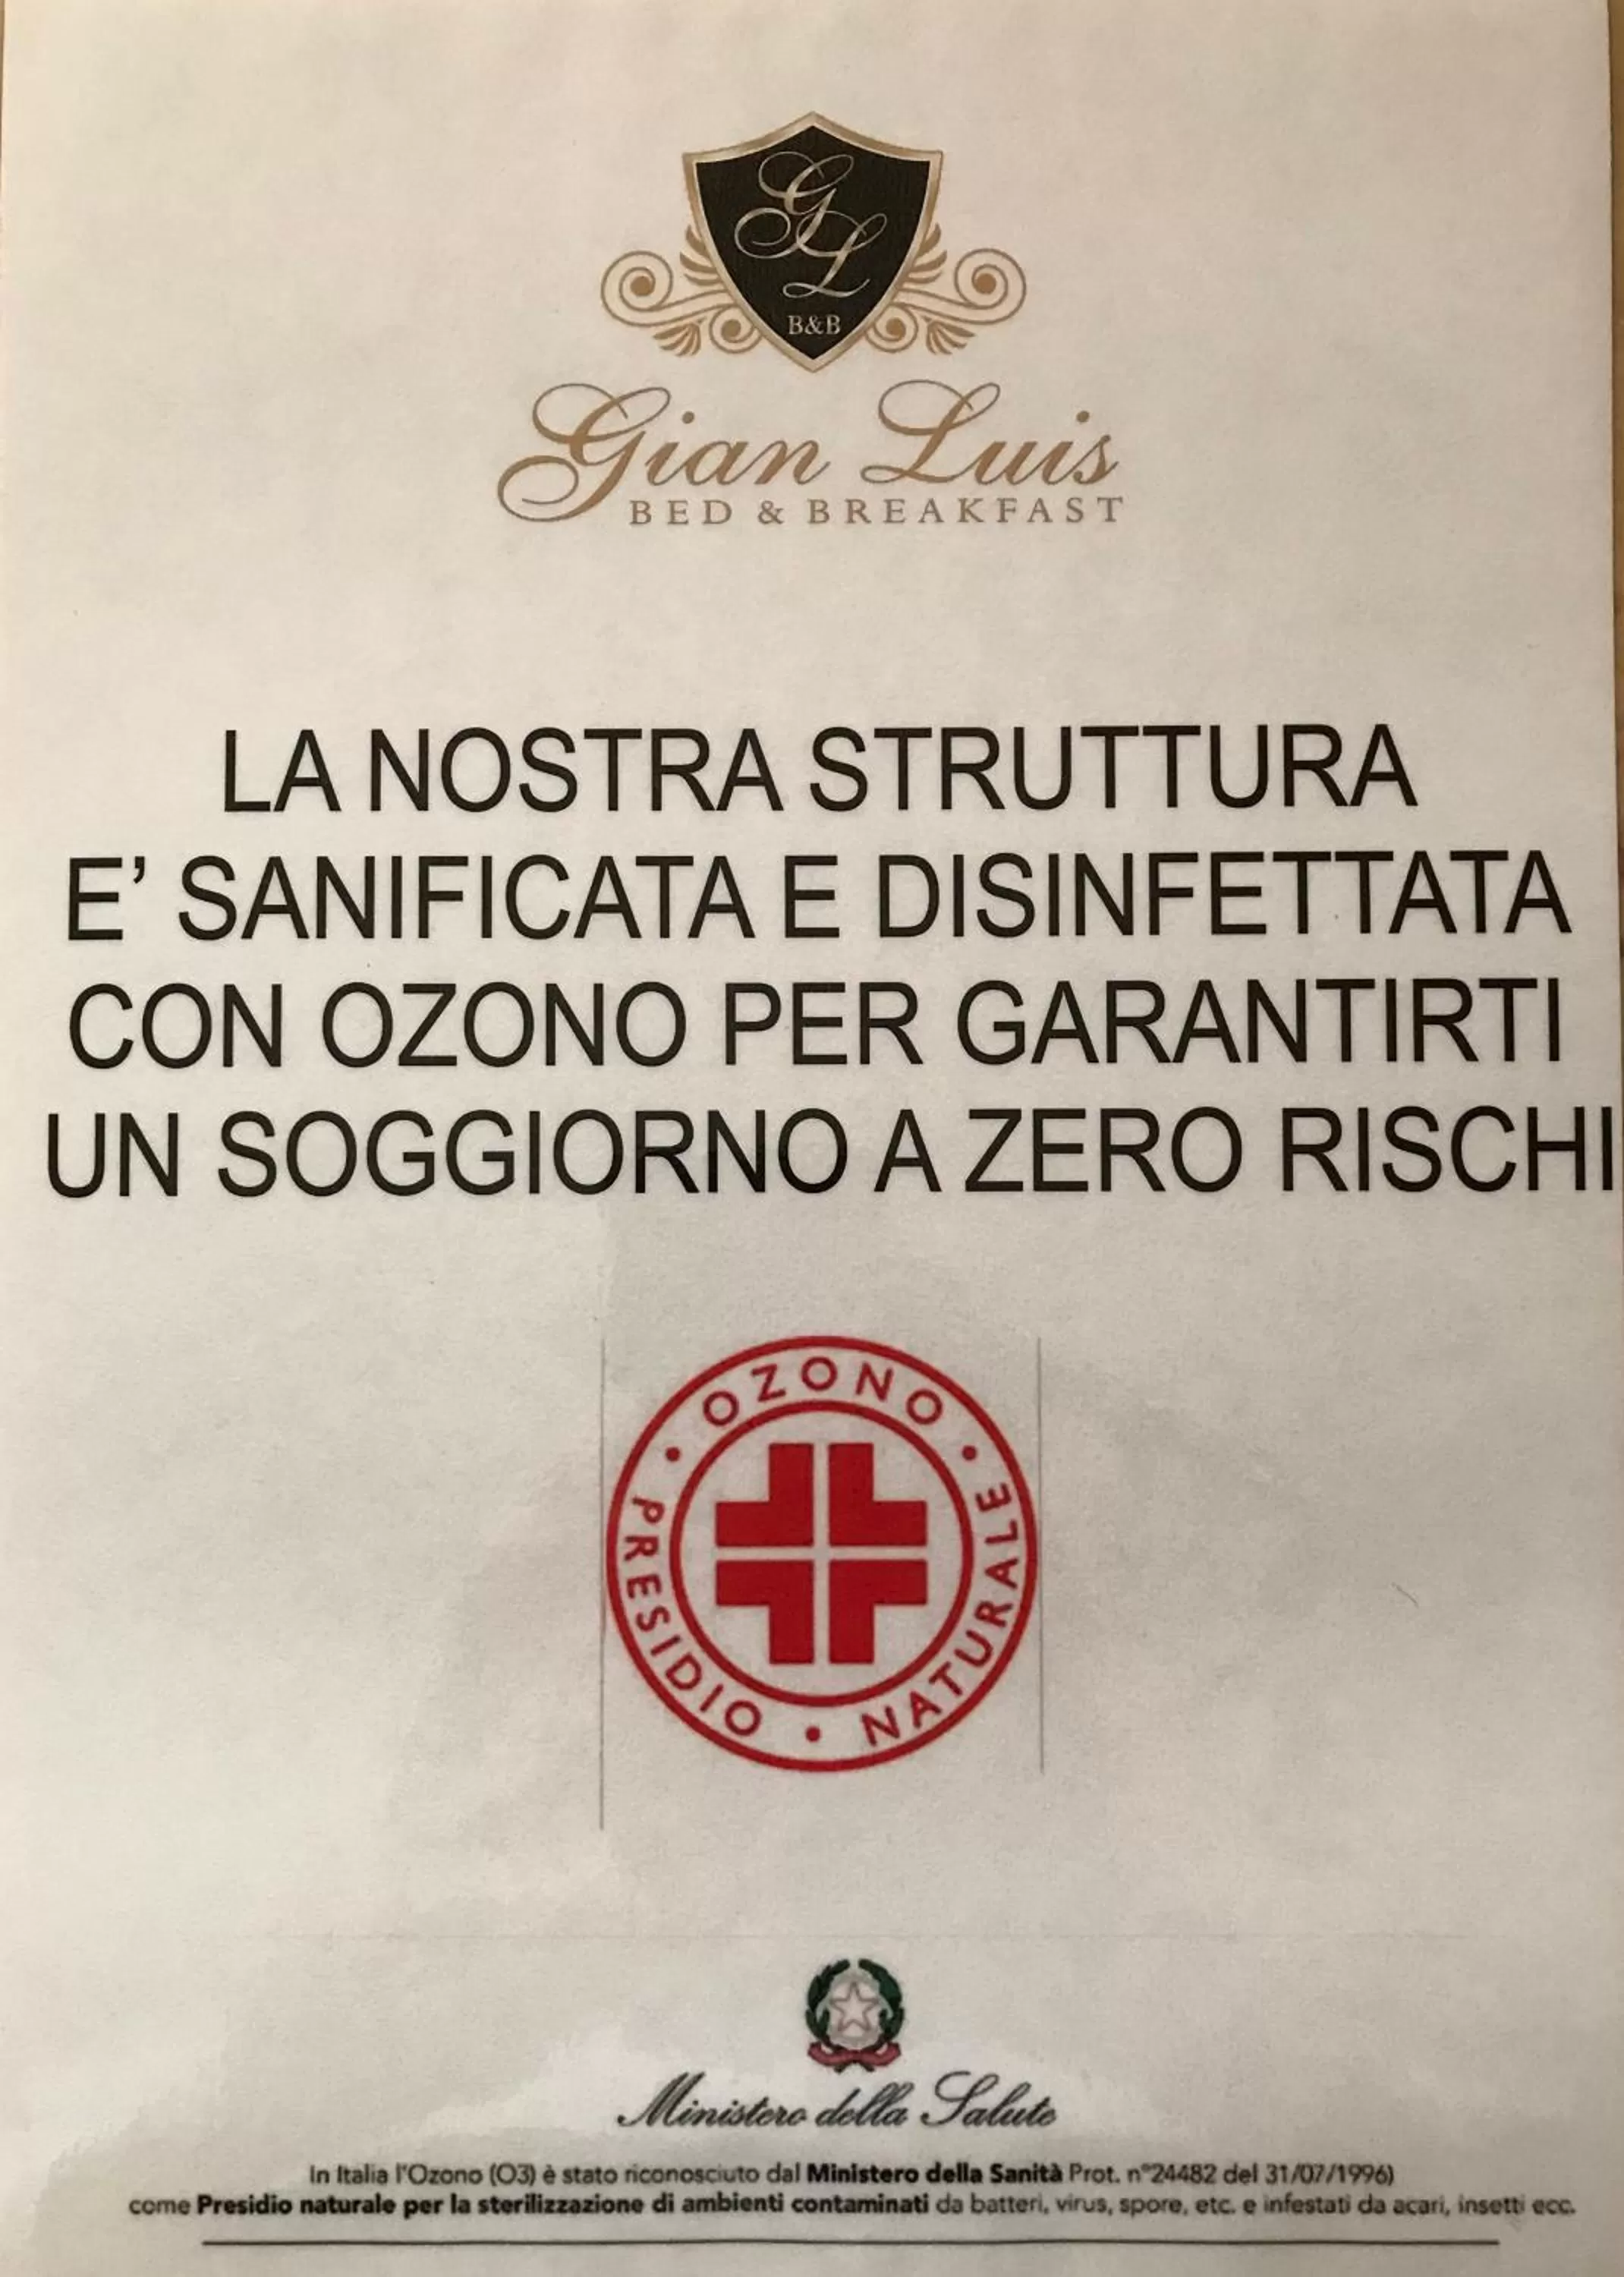 GL
B&B
Gian Luis
BED & BREAKFAST
LA NOSTRA STRUTTURA
E’ SANIFICATA E DISINFETTATA
CON OZONO PER GARANTIRTI
UN SOGGIORNO A ZERO RISCHI
• OZONO •
PRESIDIO • NATURALE
Ministero della Salute
In Italia l'Ozono (O3) è stato riconosciuto dal Ministero della Sanità Prot. n°24482 del 31/07/1996)
come Presidio naturale per la sterilizzazione di ambienti contaminati da batteri, virus, spore, etc. e infestati da acari, insetti ecc.